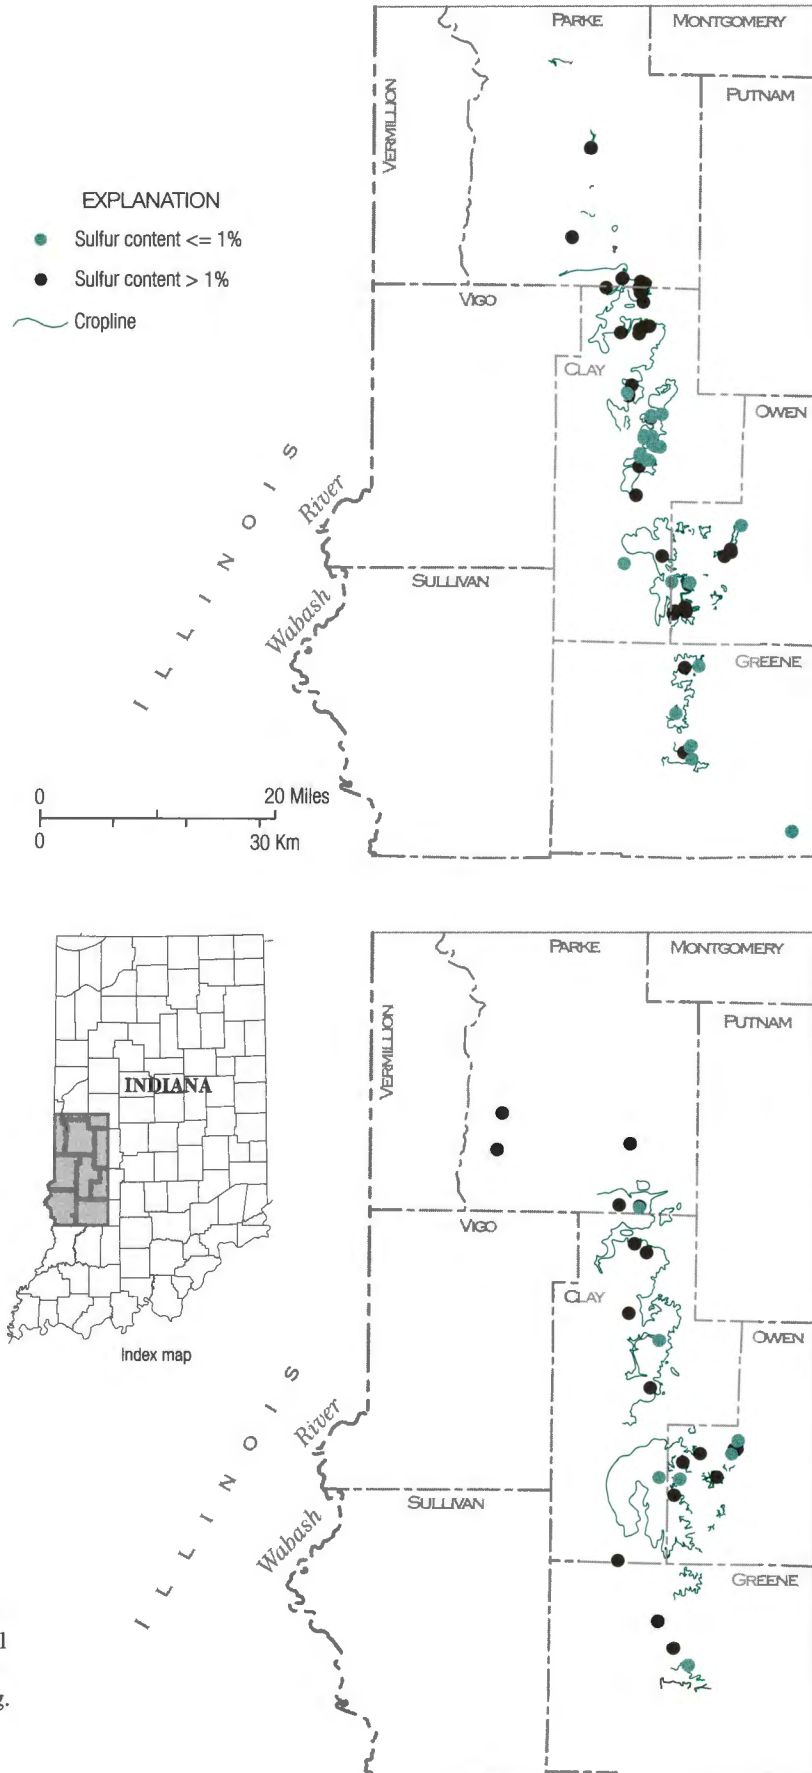 PARKE
MONTGOMERY
PUTNAM
VERMILLION
EXPLANATION
Sulfur content <= 1%
Sulfur content > 1%
Cropline
VIGO
CLAY
OWEN
ILLINOIS
River
Wabash
SULLIVAN
GREENE
0 20 Miles
0 30 Km
PARKE
MONTGOMERY
PUTNAM
VERMILLION
INDIANA
VIGO
CLAY
OWEN
Index map
ILLINOIS
River
Wabash
SULLIVAN
GREENE